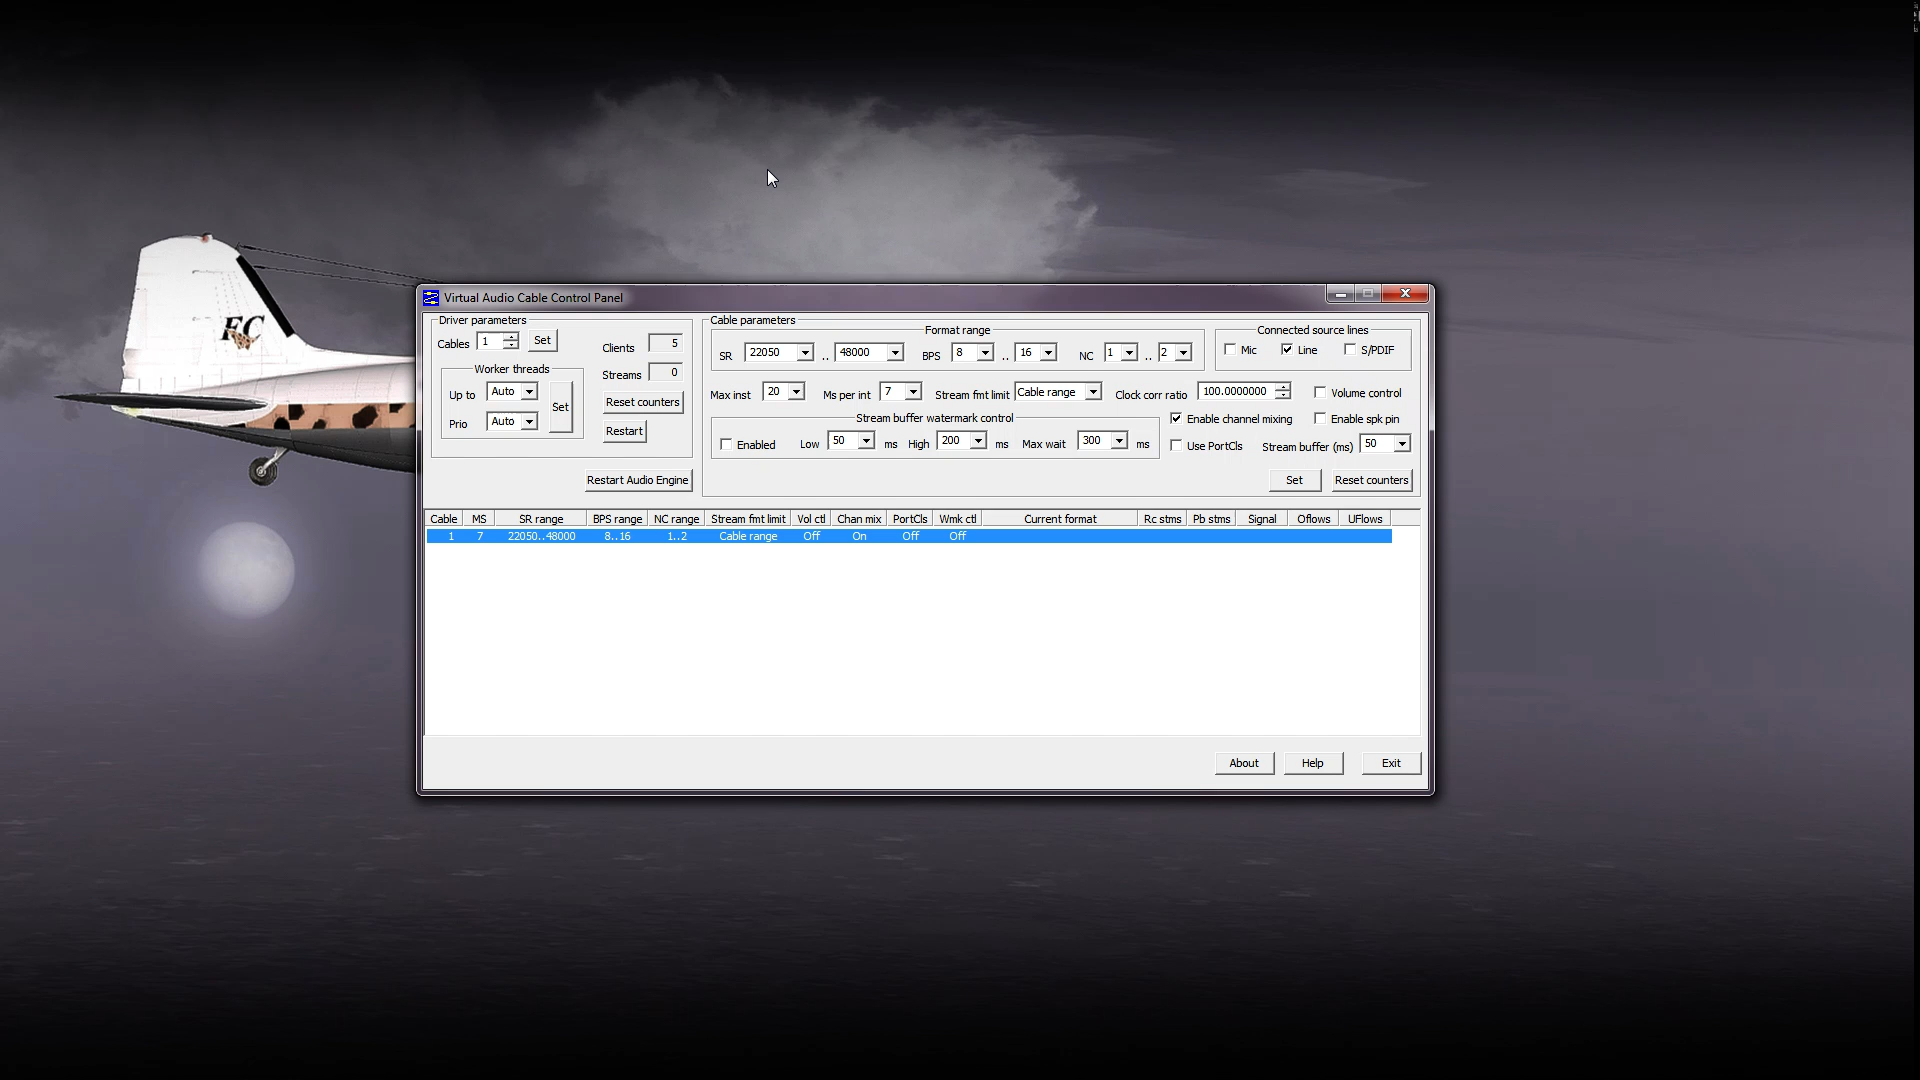 FC
Virtual Audio Cable Control Panel
Driver parameters
Cables 1 Set
Clients 5
Streams 0
Worker threads
Up to Auto
Prio Auto
Set
Reset counters
Restart
Restart Audio Engine
Cable parameters
Format range
SR 22050 .. 48000 BPS 8 .. 16 NC 1 .. 2
Connected source lines
Mic Line S/PDIF
Max inst 20 Ms per int 7 Stream fmt limit Cable range Clock corr ratio 100.0000000 Volume control
Stream buffer watermark control
Enabled Low 50 ms High 200 ms Max wait 300 ms
Enable channel mixing Enable spk pin
Use PortCls Stream buffer (ms) 50
Set Reset counters
Cable MS SR range BPS range NC range Stream fmt limit Vol ctl Chan mix PortCls Wmk ctl Current format Rc stms Pb stms Signal Oflows UFlows
1 7 22050..48000 8..16 1..2 Cable range Off On Off Off
About Help Exit